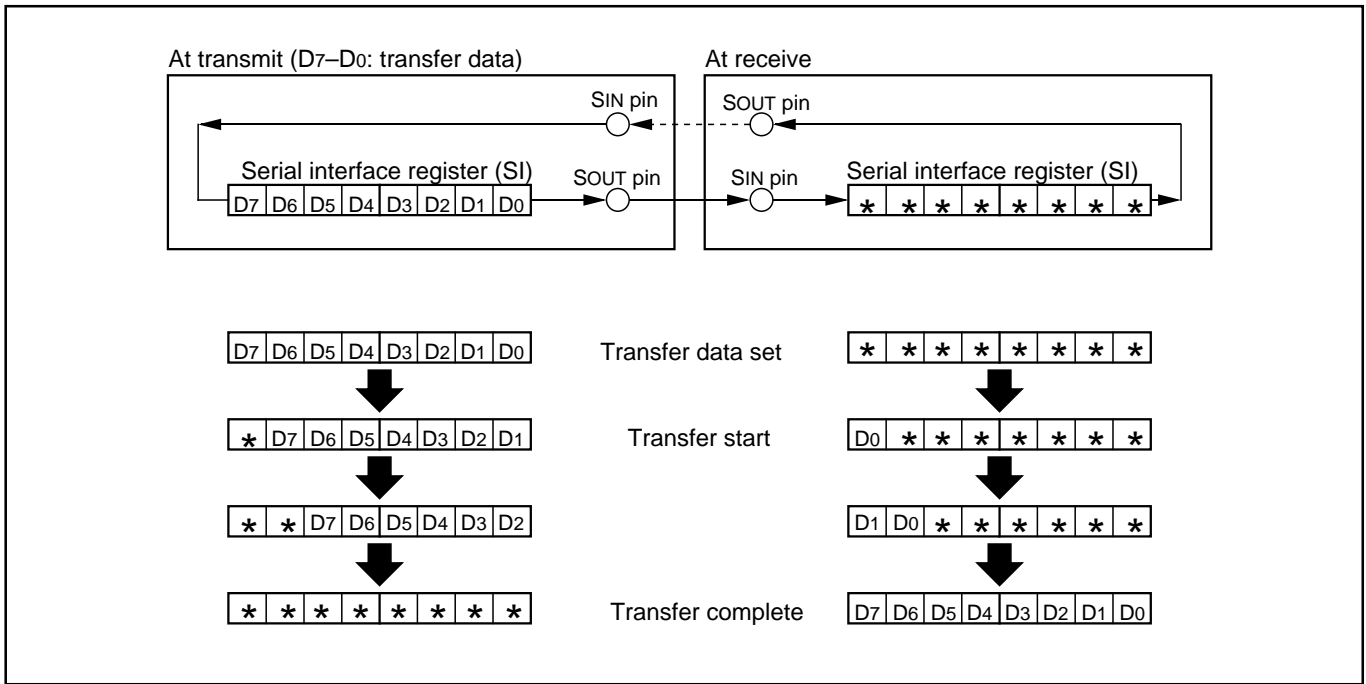 At transmit (D7–D0: transfer data)
At receive
SIN pin
SOUT pin
Serial interface register (SI)
SOUT pin
SIN pin
Serial interface register (SI)
D7 D6 D5 D4 D3 D2 D1 D0
* * * * * * * *
D7 D6 D5 D4 D3 D2 D1 D0
Transfer data set
* * * * * * * *
* D7 D6 D5 D4 D3 D2 D1
Transfer start
D0 * * * * * * *
* * D7 D6 D5 D4 D3 D2
D1 D0 * * * * * *
* * * * * * * *
Transfer complete
D7 D6 D5 D4 D3 D2 D1 D0